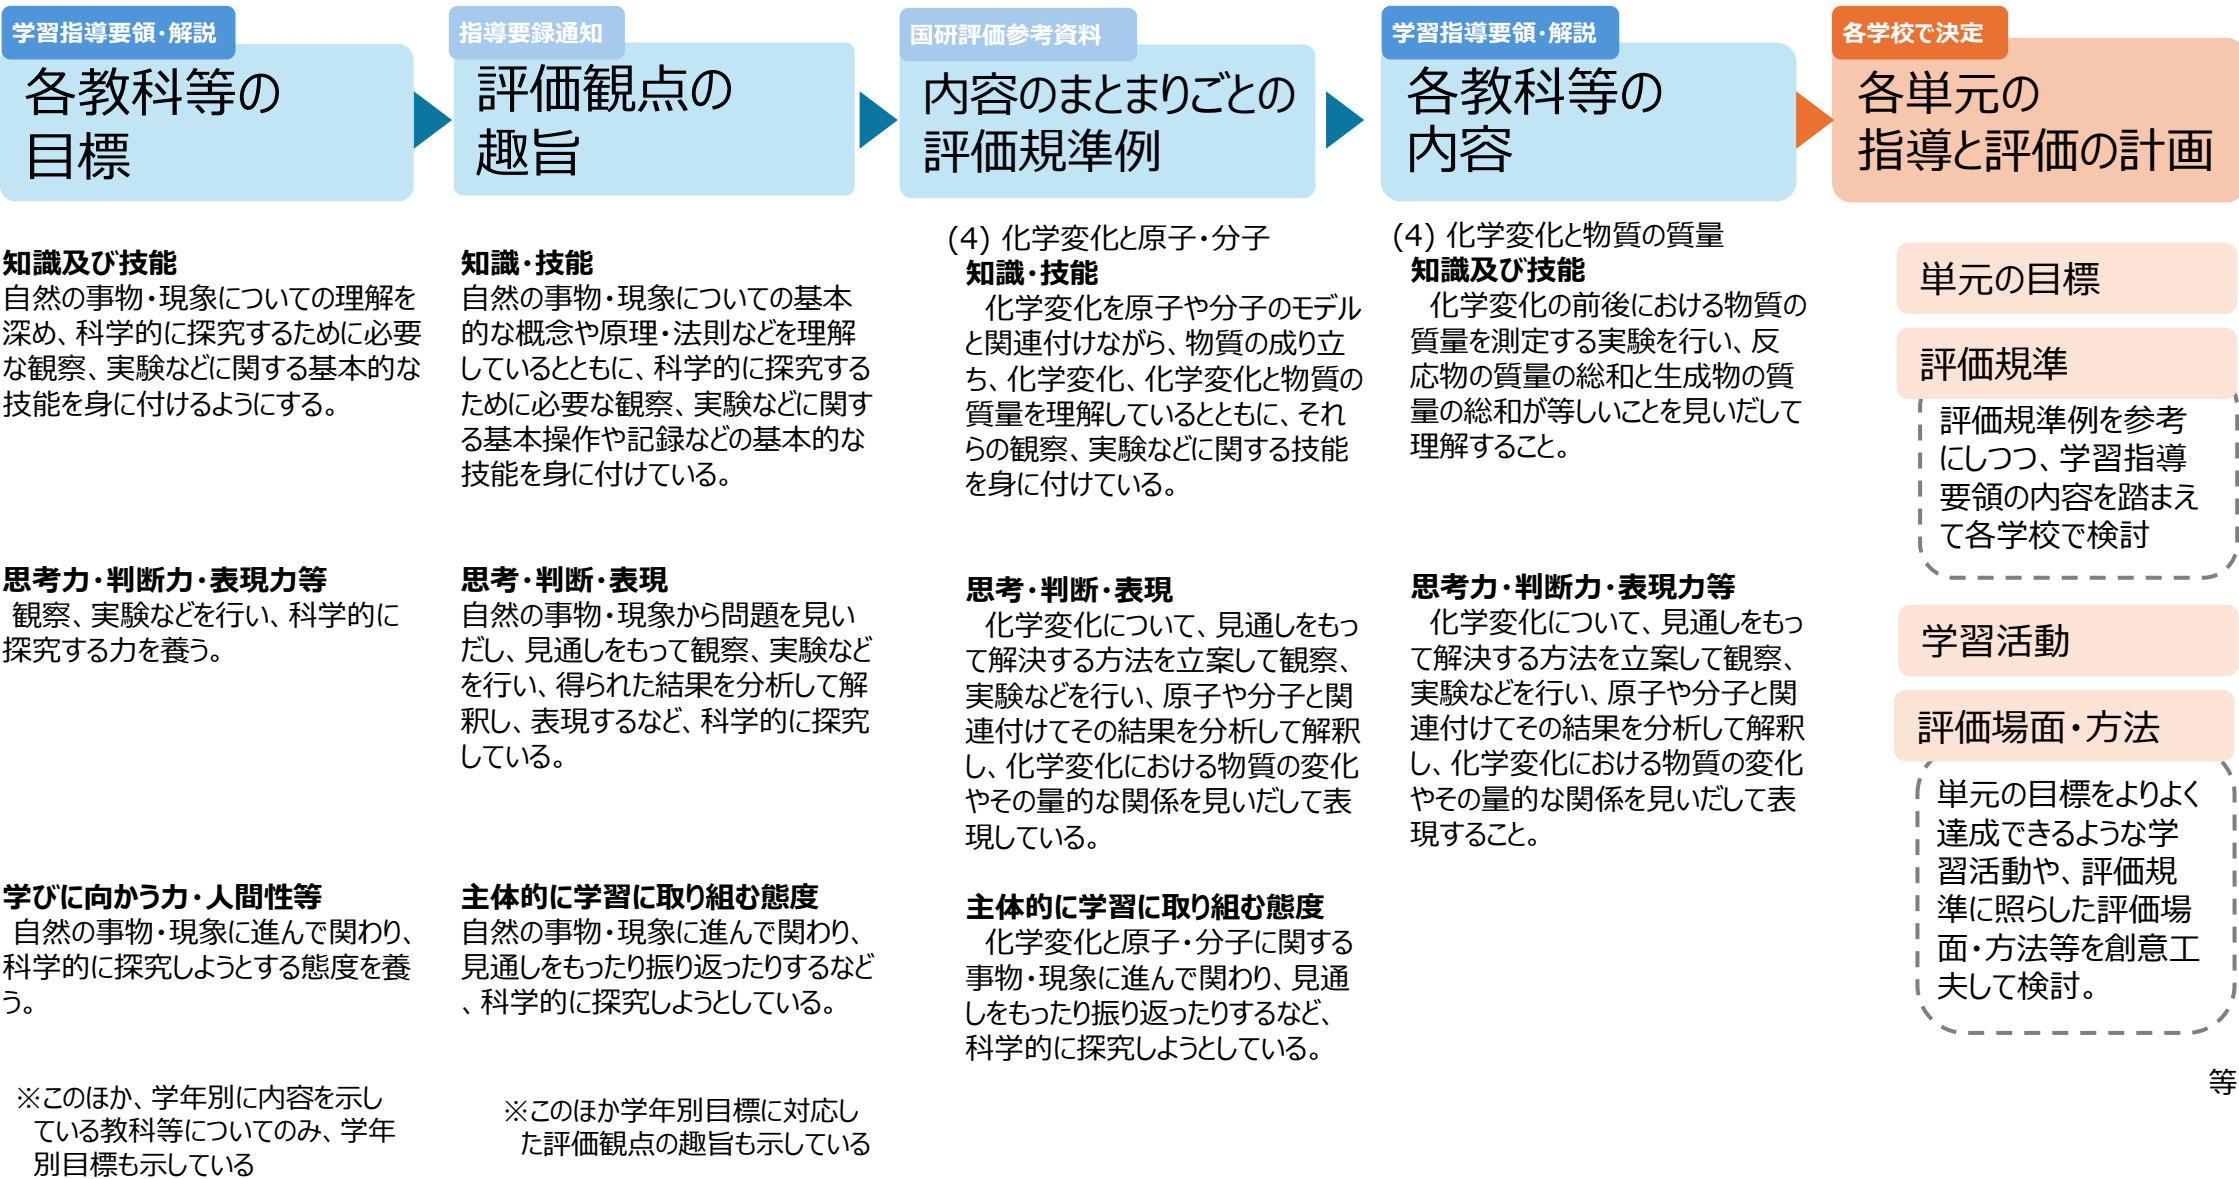 学習指導要領・解説
各教科等の
目標
知識及び技能
自然の事物・現象についての理解を
深め、科学的に探究するために必要
な観察、実験などに関する基本的な
技能を身に付けるようにする。
思考力・判断力・表現力等
観察、実験などを行い、科学的に
探究する力を養う。
学びに向かう力・人間性等
自然の事物・現象に進んで関わり、
科学的に探究しようとする態度を養
う。
※このほか、学年別に内容を示し
ている教科等についてのみ、学年
別目標も示している
指導要録通知
評価観点の
趣旨
知識・技能
自然の事物・現象についての基本
的な概念や原理・法則などを理解
しているとともに、科学的に探究する
ために必要な観察、実験などに関す
る基本操作や記録などの基本的な
技能を身に付けている。
思考・判断・表現
自然の事物・現象から問題を見い
だし、見通しをもって観察、実験など
を行い、得られた結果を分析して解
釈し、表現するなど、科学的に探究
している。
主体的に学習に取り組む態度
自然の事物・現象に進んで関わり、
見通しをもったり振り返ったりするなど
、科学的に探究しようとしている。
※このほか学年別目標に対応し
た評価観点の趣旨も示している
国研評価参考資料
内容のまとまりごとの
評価規準例
(4) 化学変化と原子・分子
知識・技能
化学変化を原子や分子のモデル
と関連付けながら、物質の成り立
ち、化学変化、化学変化と物質の
質量を理解しているとともに、それ
らの観察、実験などに関する技能
を身に付けている。
思考・判断・表現
化学変化について、見通しをもっ
て解決する方法を立案して観察、
実験などを行い、原子や分子と関
連付けてその結果を分析して解釈
し、化学変化における物質の変化
やその量的な関係を見いだして表
現している。
主体的に学習に取り組む態度
化学変化と原子・分子に関する
事物・現象に進んで関わり、見通
しをもったり振り返ったりするなど、
科学的に探究しようとしている。
学習指導要領・解説
各教科等の
内容
(4) 化学変化と物質の質量
知識及び技能
化学変化の前後における物質の
質量を測定する実験を行い、反
応物の質量の総和と生成物の質
量の総和が等しいことを見いだして
理解すること。
思考力・判断力・表現力等
化学変化について、見通しをもっ
て解決する方法を立案して観察、
実験などを行い、原子や分子と関
連付けてその結果を分析して解釈
し、化学変化における物質の変化
やその量的な関係を見いだして表
現すること。
各学校で決定
各単元の
指導と評価の計画
単元の目標
評価規準
評価規準例を参考
にしつつ、学習指導
要領の内容を踏まえ
て各学校で検討
学習活動
評価場面・方法
単元の目標をよりよく
達成できるような学
習活動や、評価規
準に照らした評価場
面・方法等を創意工
夫して検討。
等